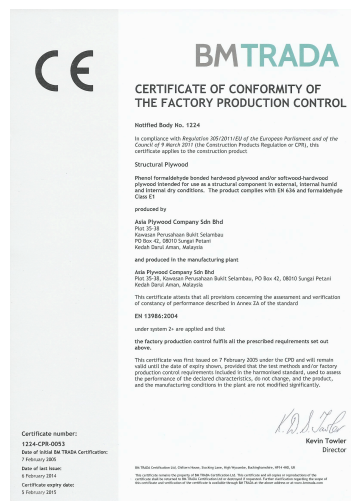 CE
BMTRADA
CERTIFICATE OF CONFORMITY OF
THE FACTORY PRODUCTION CONTROL
Notified Body No. 1224
In compliance with Regulation 305/2011/EU of the European Parliament and of the
Council of 9 March 2011 (the Construction Products Regulation or CPR), this
certificate applies to the construction product
Structural Plywood
Phenol formaldehyde bonded hardwood plywood and/or softwood-hardwood
plywood intended for use as a structural component in external, internal humid
and internal dry conditions. The product complies with EN 636 and formaldehyde
Class E1
produced by
Asia Plywood Company Sdn Bhd
Plot 35-38
Kawasan Perusahaan Bukit Selambau
PO Box 42, 08010 Sungai Petani
Kedah Darul Aman, Malaysia
and produced in the manufacturing plant
Asia Plywood Company Sdn Bhd
Plot 35-38, Kawasan Perusahaan Bukit Selambau, PO Box 42, 08010 Sungai Petani
Kedah Darul Aman, Malaysia
This certificate attests that all provisions concerning the assessment and verification
of constancy of performance described in Annex ZA of the standard
EN 13986:2004
under system 2+ are applied and that
the factory production control fulfils all the prescribed requirements set out
above.
This certificate was first issued on 7 February 2005 under the CPD and will remain
valid until the date of expiry shown, provided that the test methods and/or factory
production control requirements included in the harmonised standard, used to assess
the performance of the declared characteristics, do not change, and the product,
and the manufacturing conditions in the plant are not modified significantly.
Certificate number:
1224-CPR-0053
Date of initial BM TRADA Certification:
7 February 2005
Date of last issue:
6 February 2014
Certificate expiry date:
5 February 2015
Kevin Towler
Director
BM TRADA Certification Ltd, Stocking Lane, High Wycombe, Buckinghamshire, HP14 4ND, UK